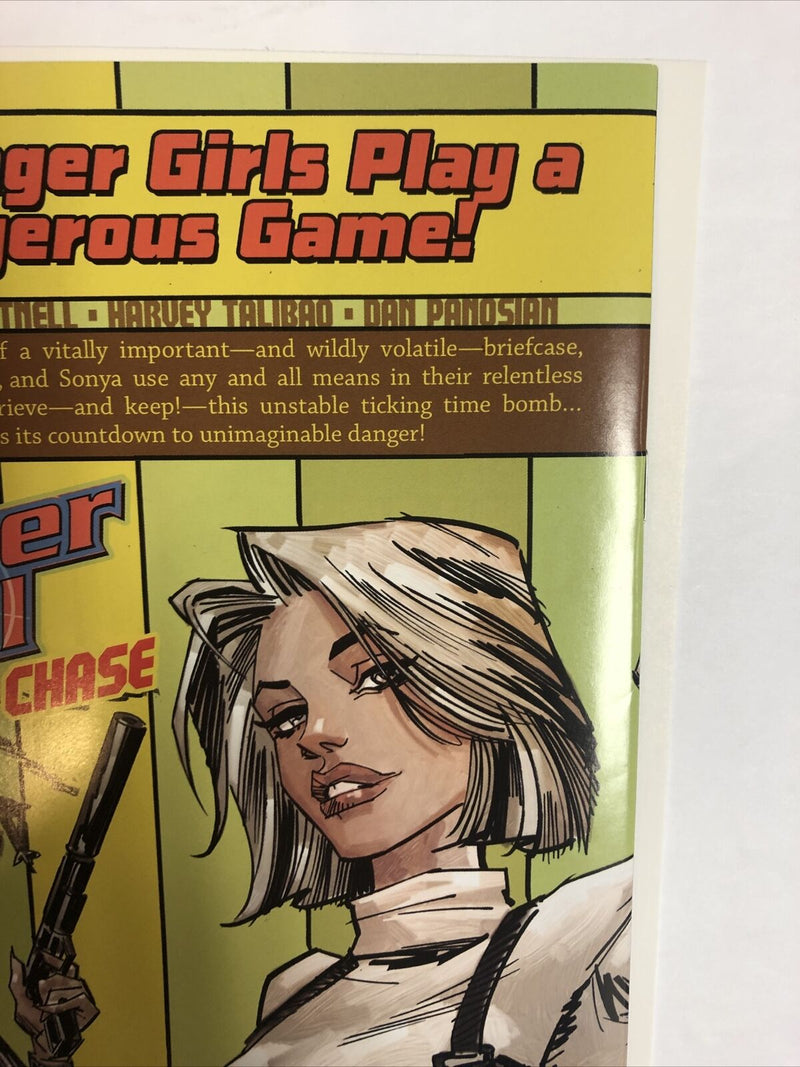 ger Girls Play a
gerous Game!
TNELL · HARVEY TALIBAO · DAN PANOSIAN
f a vitally important—and wildly volatile—briefcase,
, and Sonya use any and all means in their relentless
rieve—and keep!—this unstable ticking time bomb...
s its countdown to unimaginable danger!
er
CHASE